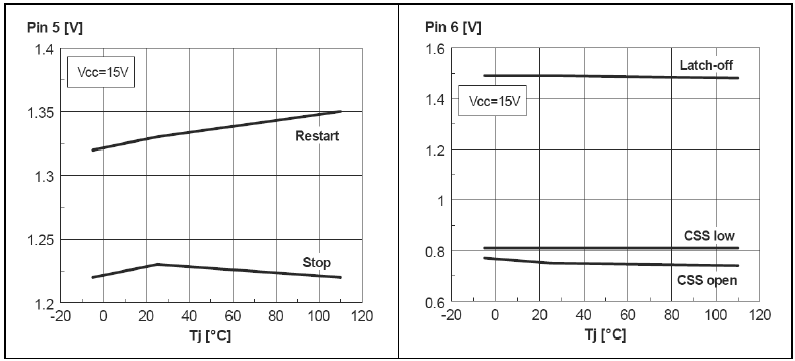 Pin 5 [V]
1.4
Vcc=15V
1.35
Restart
1.3
1.25
Stop
1.2
-20 0 20 40 60 80 100 120
Tj [°C]
Pin 6 [V]
1.6
Latch-off
1.4
Vcc=15V
1.2
1
CSS low
0.8
CSS open
0.6
-20 0 20 40 60 80 100 120
Tj [°C]